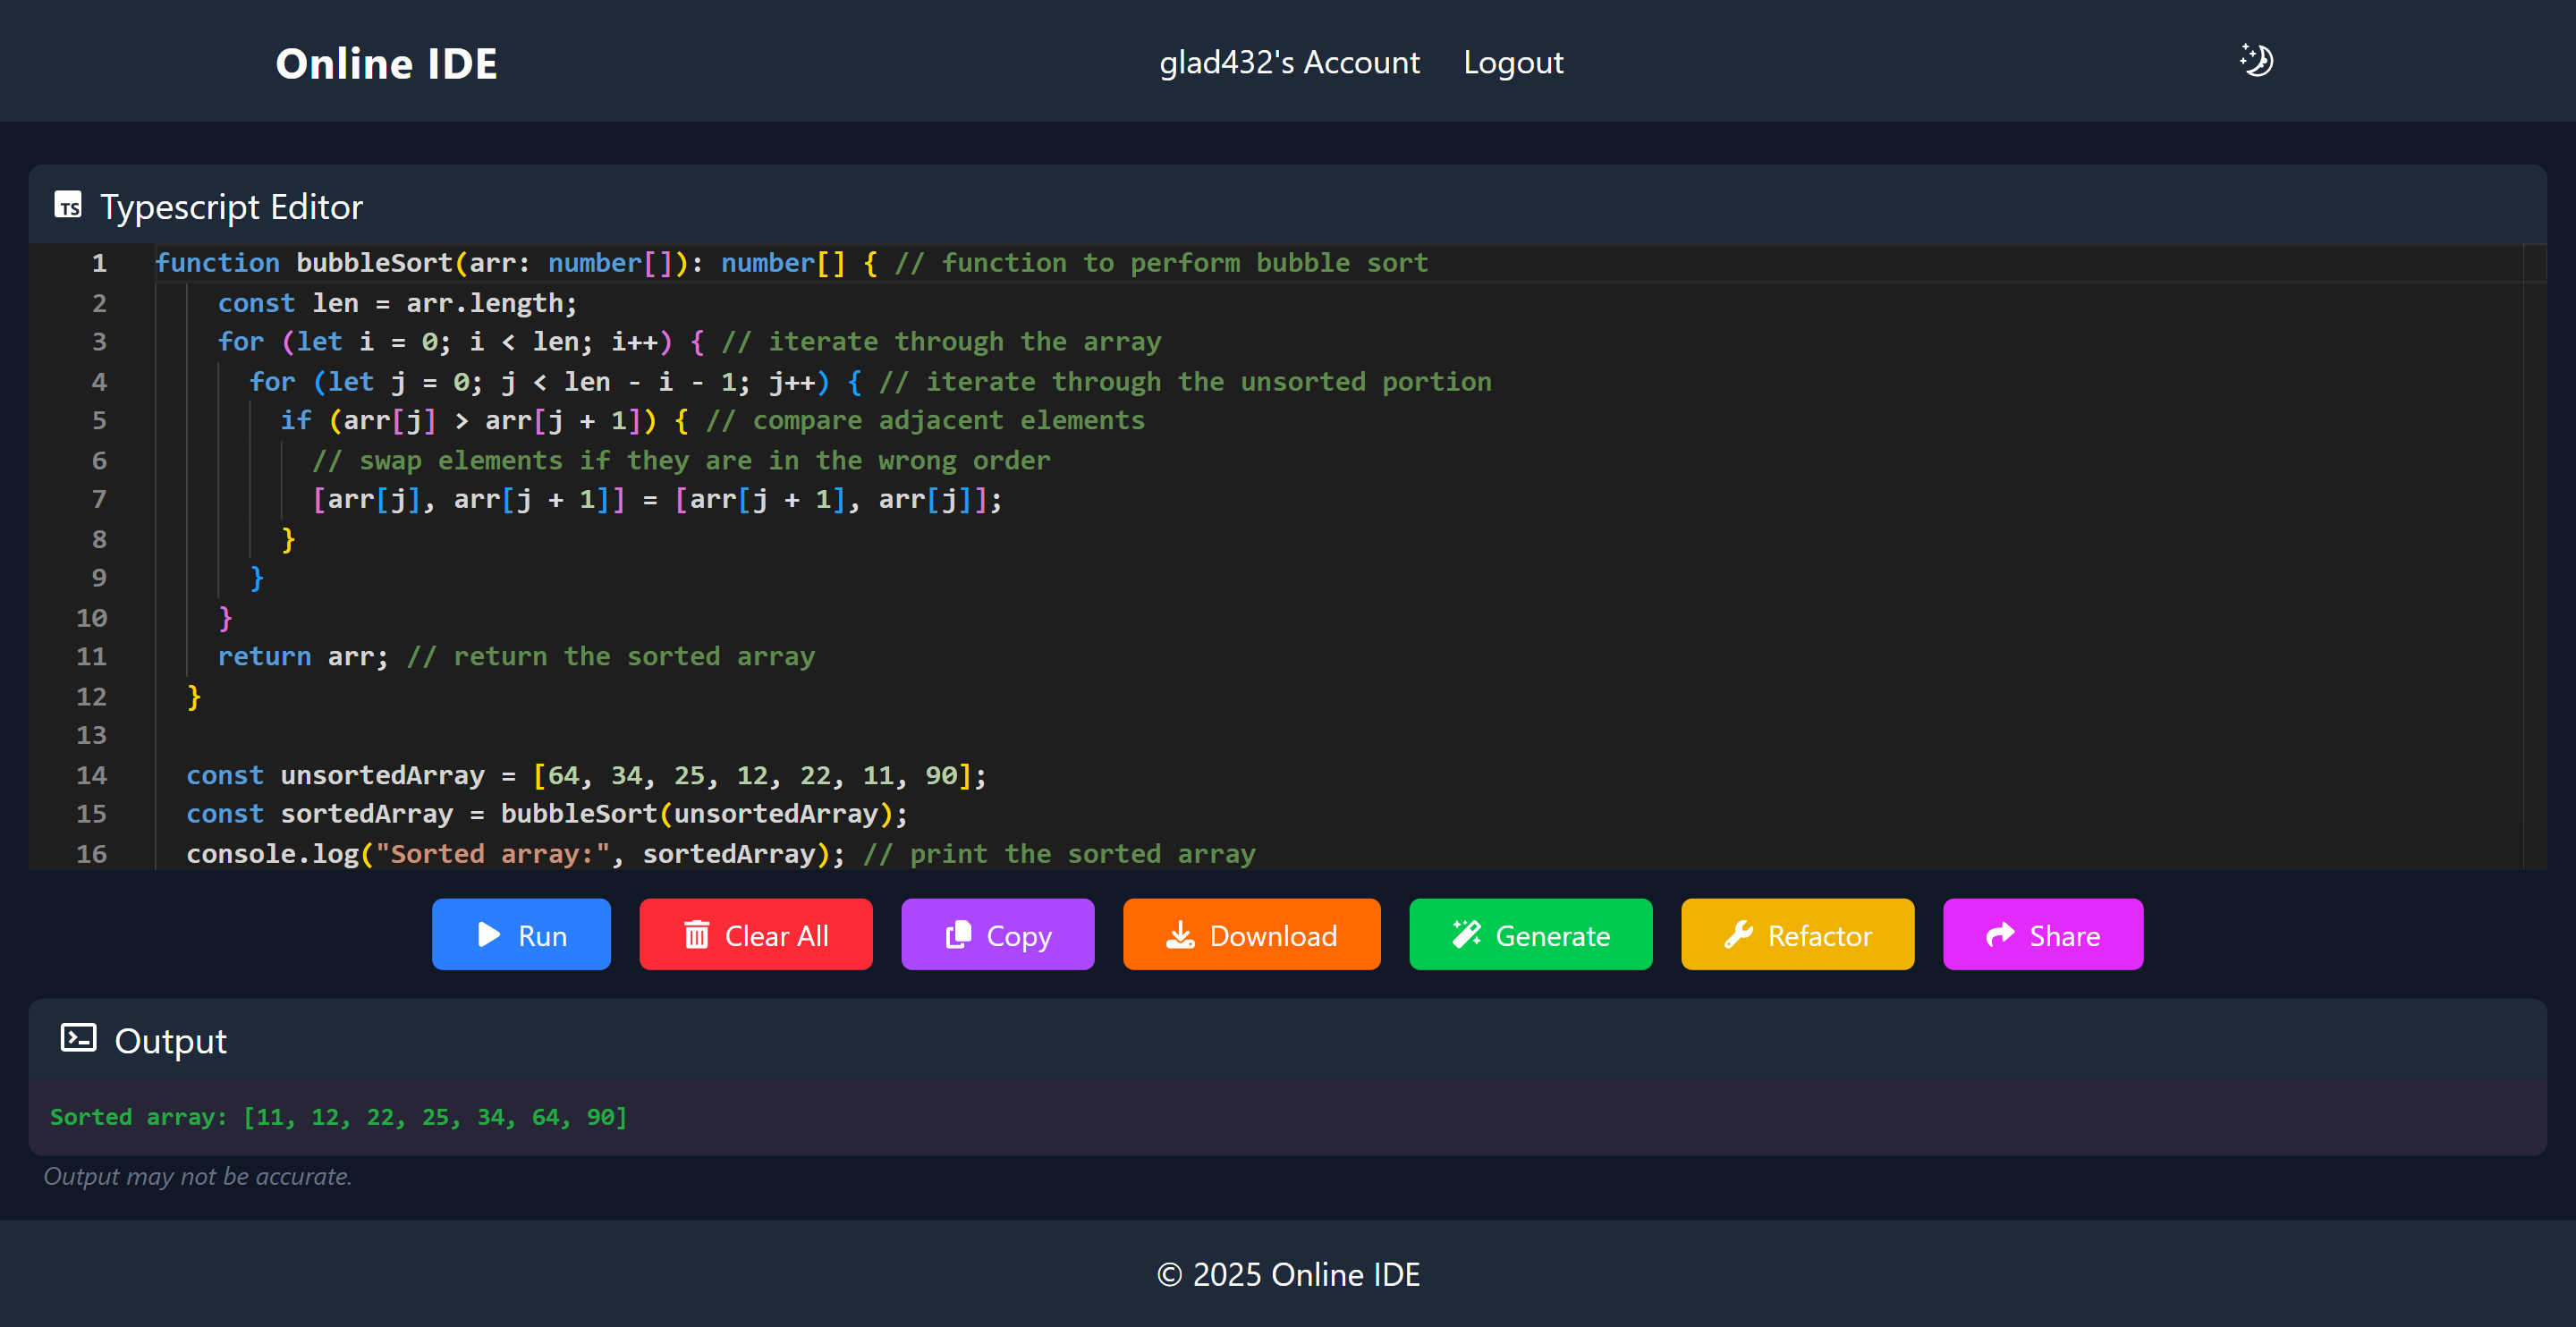 Online IDE
glad432's Account Logout
TS Typescript Editor
1 function bubbleSort(arr: number[]): number[] { // function to perform bubble sort
2 const len = arr.length;
3 for (let i = 0; i < len; i++) { // iterate through the array
4 for (let j = 0; j < len - i - 1; j++) { // iterate through the unsorted portion
5 if (arr[j] > arr[j + 1]) { // compare adjacent elements
6 // swap elements if they are in the wrong order
7 [arr[j], arr[j + 1]] = [arr[j + 1], arr[j]];
8 }
9 }
10 }
11 return arr; // return the sorted array
12 }
13
14 const unsortedArray = [64, 34, 25, 12, 22, 11, 90];
15 const sortedArray = bubbleSort(unsortedArray);
16 console.log("Sorted array:", sortedArray); // print the sorted array
Run Clear All Copy Download Generate Refactor Share
Output
Sorted array: [11, 12, 22, 25, 34, 64, 90]
Output may not be accurate.
© 2025 Online IDE